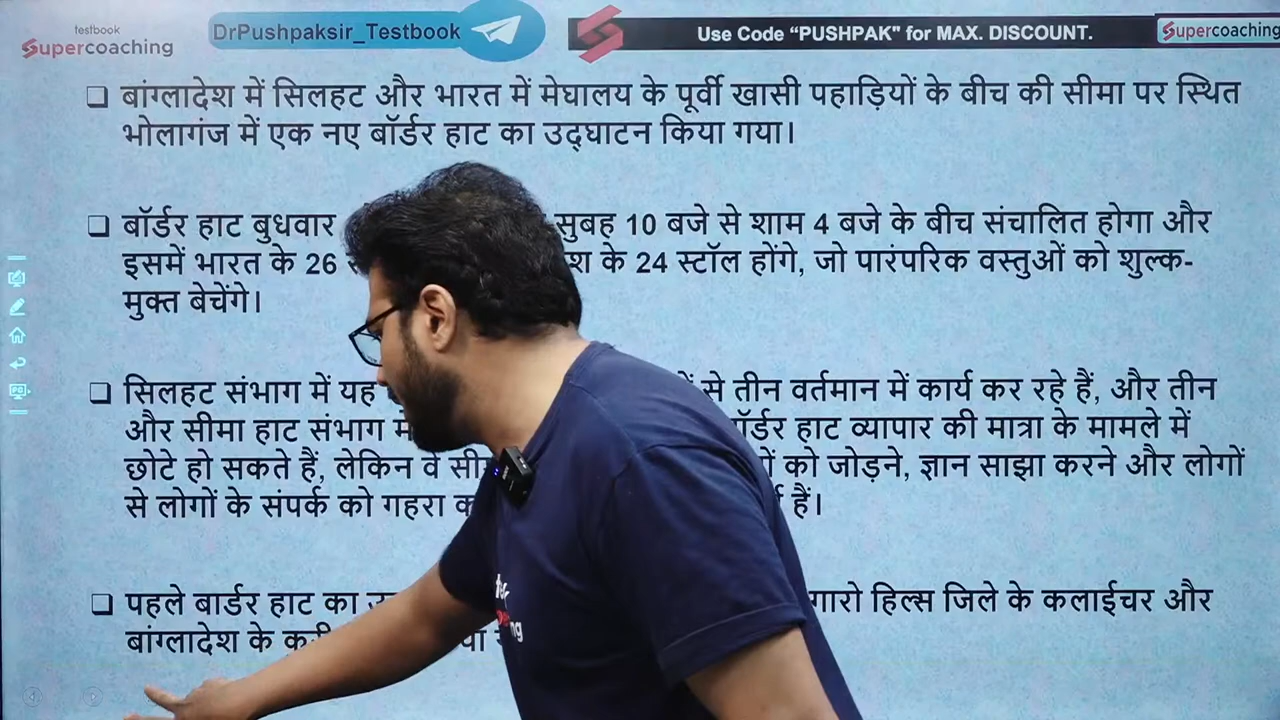 testbook
Supercoaching
DrPushpaksir_Testbook
Use Code “PUSHPAK" for MAX. DISCOUNT.
Supercoaching
बांग्लादेश में सिलहट और भारत में मेघालय के पूर्वी खासी पहाड़ियों के बीच की सीमा पर स्थित
भोलागंज में एक नए बॉर्डर हाट का उद्घाटन किया गया।
बॉर्डर हाट बुधवार सुबह 10 बजे से शाम 4 बजे के बीच संचालित होगा और
इसमें भारत के 26 के 24 स्टॉल होंगे, जो पारंपरिक वस्तुओं को शुल्क-
मुक्त बेचेंगे।
सिलहट संभाग में यह से तीन वर्तमान में कार्य कर रहे हैं, और तीन
और सीमा हाट संभाग हाट व्यापार की मात्रा के मामले में
छोटे हो सकते हैं, लेकिन वे को जोड़ने, ज्ञान साझा करने और लोगों
से लोगों के संपर्क को गहरा हैं।
पहले बार्डर हाट का गारो हिल्स जिले के कलाईचर और
बांग्लादेश के